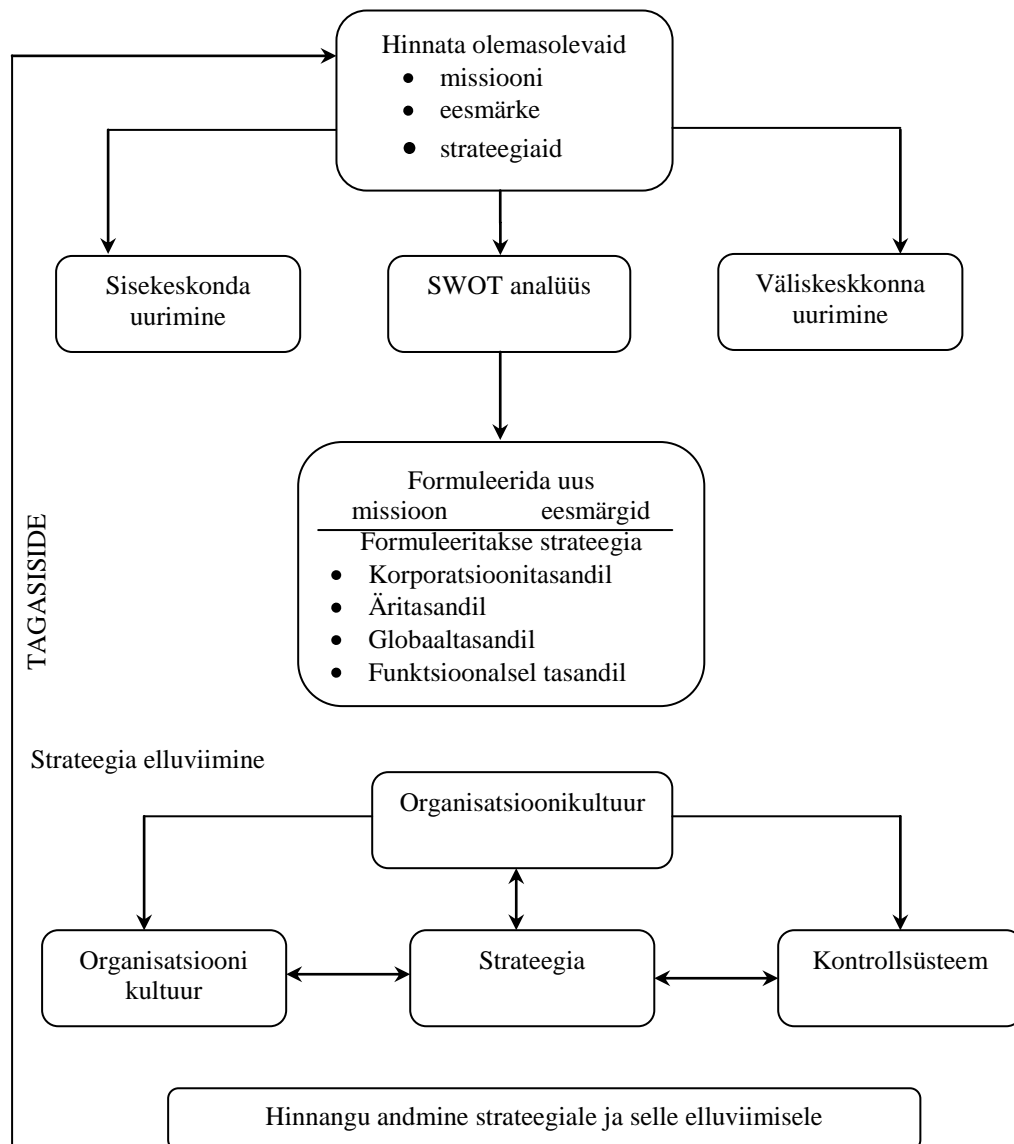 Hinnata olemasolevaid
• missiooni
• eesmärke
• strateegiaid
Sisekeskonda
uurimine
SWOT analüüs
Väliskeskkonna
uurimine
Formuleerida uus
missioon eesmärgid
Formuleeritakse strateegia
• Korporatsioonitasandil
• Äritasandil
• Globaaltasandil
• Funktsioonalsel tasandil
TAGASISIDE
Strateegia elluviimine
Organisatsioonikultuur
Organisatsiooni
kultuur
Strateegia
Kontrollsüsteem
Hinnangu andmine strateegiale ja selle elluviimisele